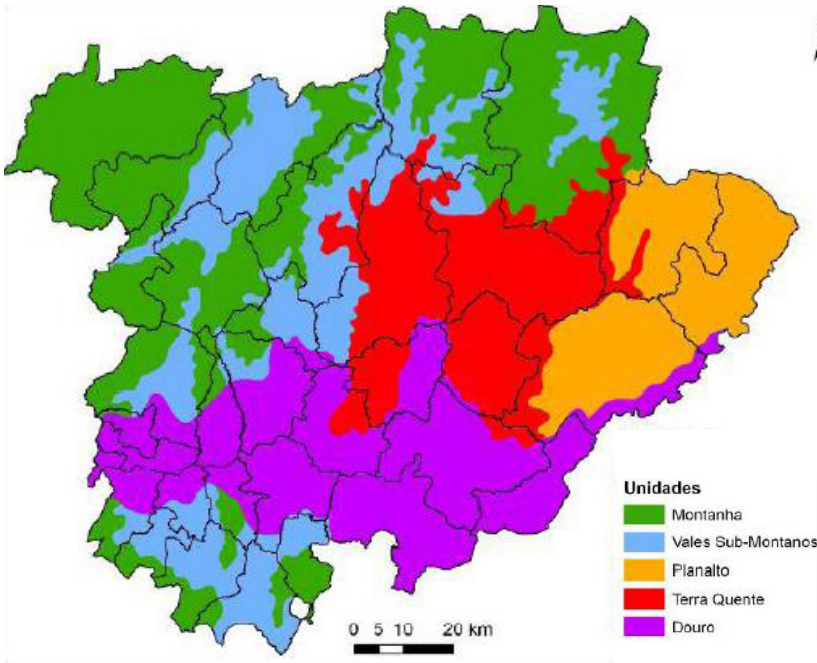 Unidades
Montanha
Vales Sub-Montanos
Planalto
Terra Quente
Douro
0 5 10 20 km